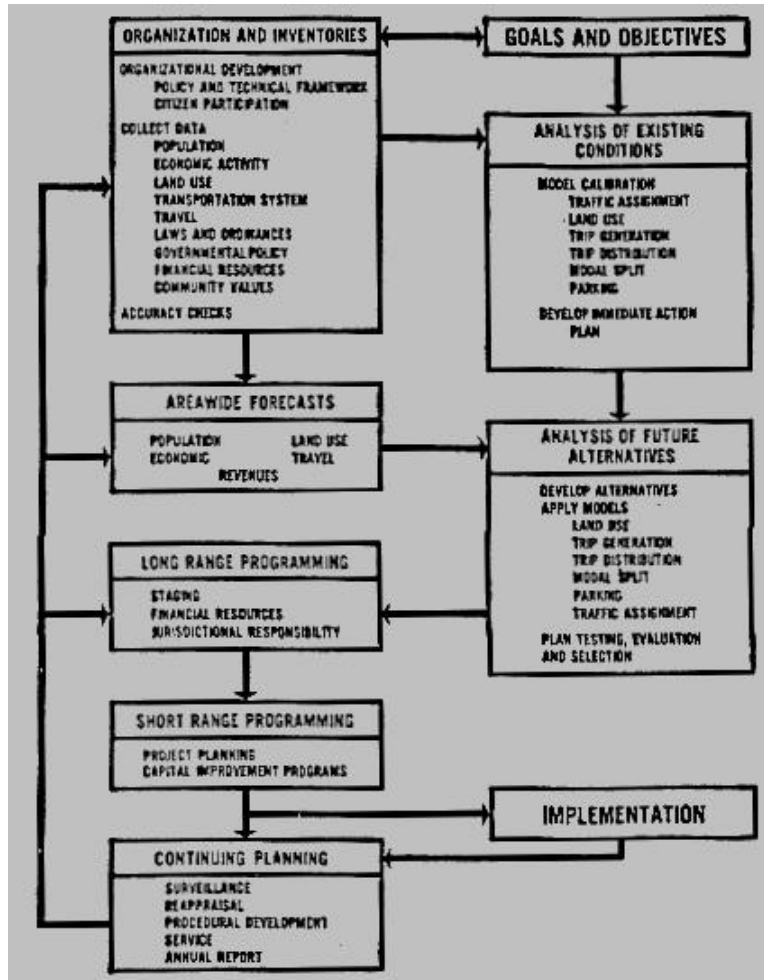 ORGANIZATION AND INVENTORIES
ORGANIZATIONAL DEVELOPMENT
POLICY AND TECHNICAL FRAMEWORK
CITIZEN PARTICIPATION
COLLECT DATA
POPULATION
ECONOMIC ACTIVITY
LAND USE
TRANSPORTATION SYSTEM
TRAVEL
LAWS AND ORDINANCES
GOVERNMENTAL POLICY
FINANCIAL RESOURCES
COMMUNITY VALUES
ACCURACY CHECKS
GOALS AND OBJECTIVES
ANALYSIS OF EXISTING
CONDITIONS
MODEL CALIBRATION
TRAFFIC ASSIGNMENT
LAND USE
TRIP GENERATION
TRIP DISTRIBUTION
MODAL SPLIT
PARKING
DEVELOP IMMEDIATE ACTION
PLAN
AREAWIDE FORECASTS
POPULATION LAND USE
ECONOMIC TRAVEL
REVENUES
ANALYSIS OF FUTURE
ALTERNATIVES
DEVELOP ALTERNATIVES
APPLY MODELS
LAND USE
TRIP GENERATION
TRIP DISTRIBUTION
MODAL SPLIT
PARKING
TRAFFIC ASSIGNMENT
PLAN TESTING, EVALUATION
AND SELECTION
LONG RANGE PROGRAMMING
STAGING
FINANCIAL RESOURCES
JURISDICTIONAL RESPONSIBILITY
SHORT RANGE PROGRAMMING
PROJECT PLANNING
CAPITAL IMPROVEMENT PROGRAMS
IMPLEMENTATION
CONTINUING PLANNING
SURVEILLANCE
REAPPRAISAL
PROCEDURAL DEVELOPMENT
SERVICE
ANNUAL REPORT